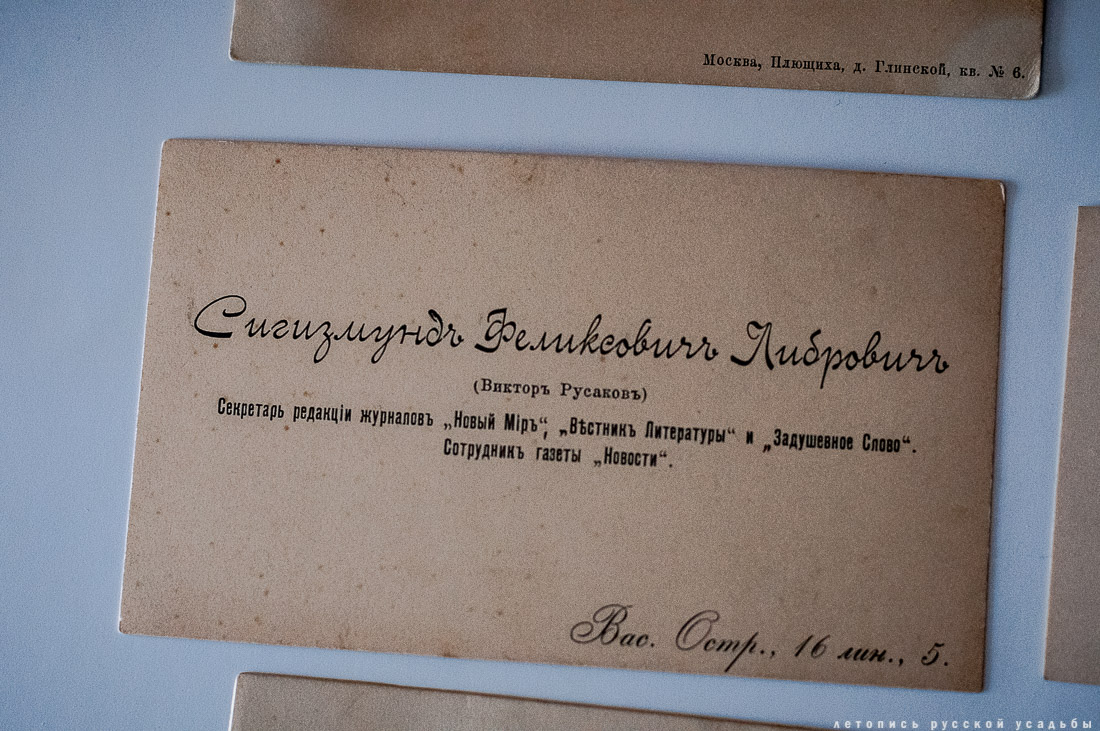 Москва, Плющиха, д. Глинской, кв. № 6.
Сигизмундъ Феликсовичъ Либровичъ
(Викторъ Русаковъ)
Секретарь редакціи журналовъ „Новый Міръ“, „Вѣстникъ Литературы“ и „Задушевное Слово“.
Сотрудникъ газеты „Новости“.
Вас. Остр., 16 лин., 5.
летопись русской усадьбы